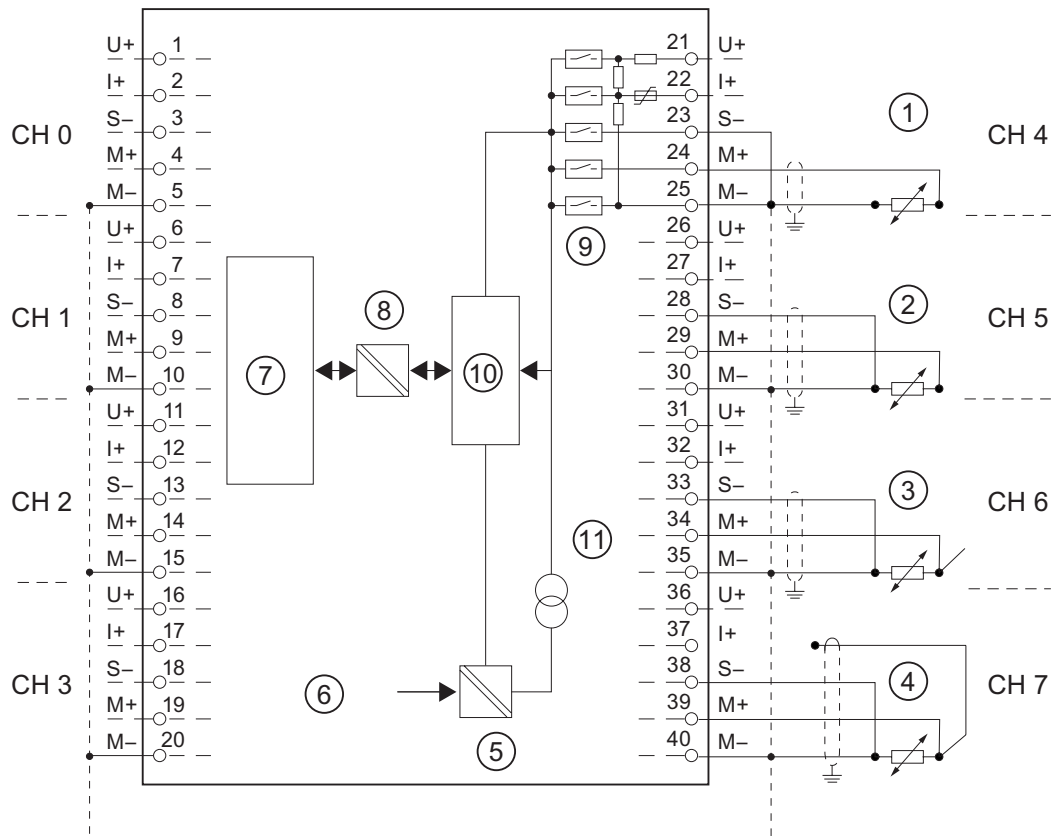 U+ 1
I+ 2
S– 3
M+ 4
M– 5
CH 0
U+ 6
I+ 7
S– 8
M+ 9
M– 10
CH 1
U+ 11
I+ 12
S– 13
M+ 14
M– 15
CH 2
U+ 16
I+ 17
S– 18
M+ 19
M– 20
CH 3
7
8
10
9
11
6
5
21 U+
22 I+
23 S–
24 M+
25 M–
1
CH 4
26 U+
27 I+
28 S–
29 M+
30 M–
2
CH 5
31 U+
32 I+
33 S–
34 M+
35 M–
3
CH 6
36 U+
37 I+
38 S–
39 M+
40 M–
4
CH 7